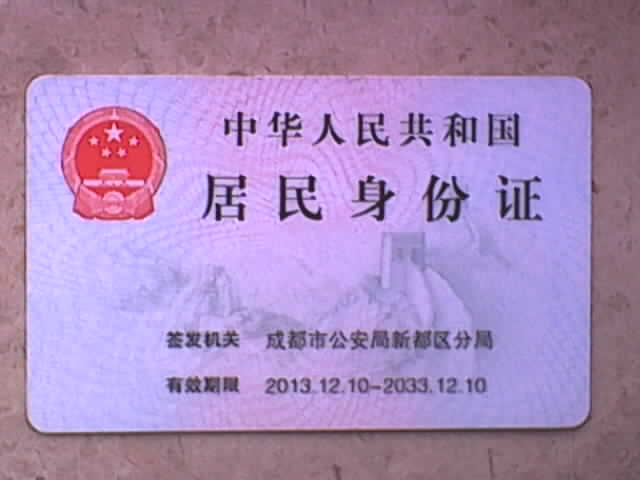 中华人民共和国
居民身份证
签发机关 成都市公安局新都区分局
有效期限 2013.12.10-2033.12.10